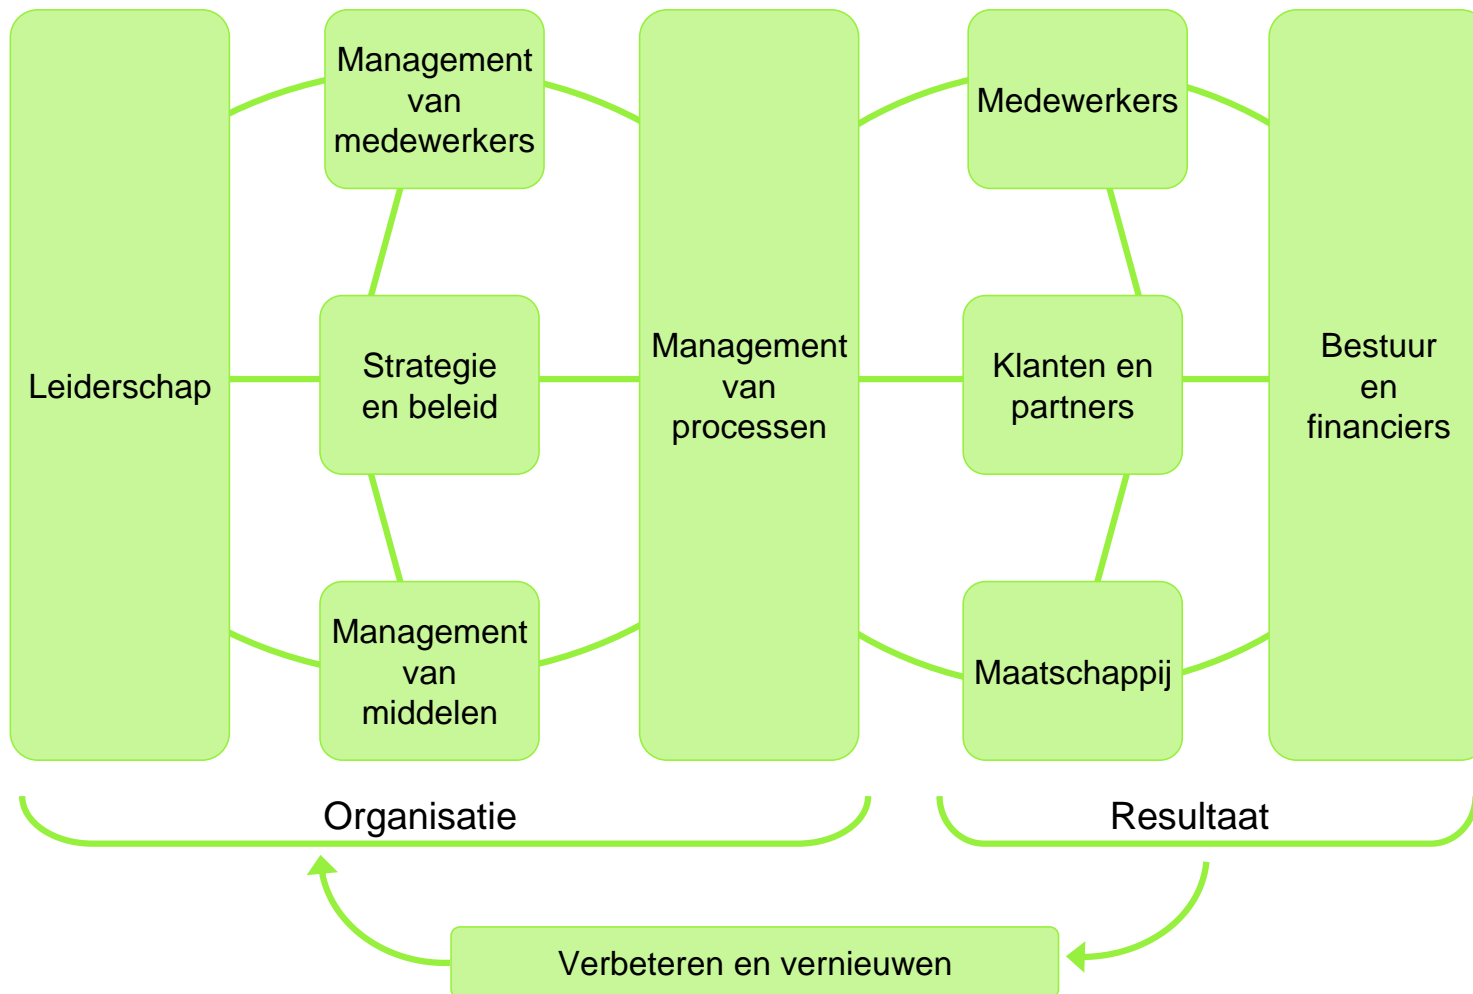 Leiderschap
Management
van
medewerkers
Strategie
en beleid
Management
van
middelen
Management
van
processen
Medewerkers
Klanten en
partners
Maatschappij
Bestuur
en
financiers
Organisatie
Resultaat
Verbeteren en vernieuwen